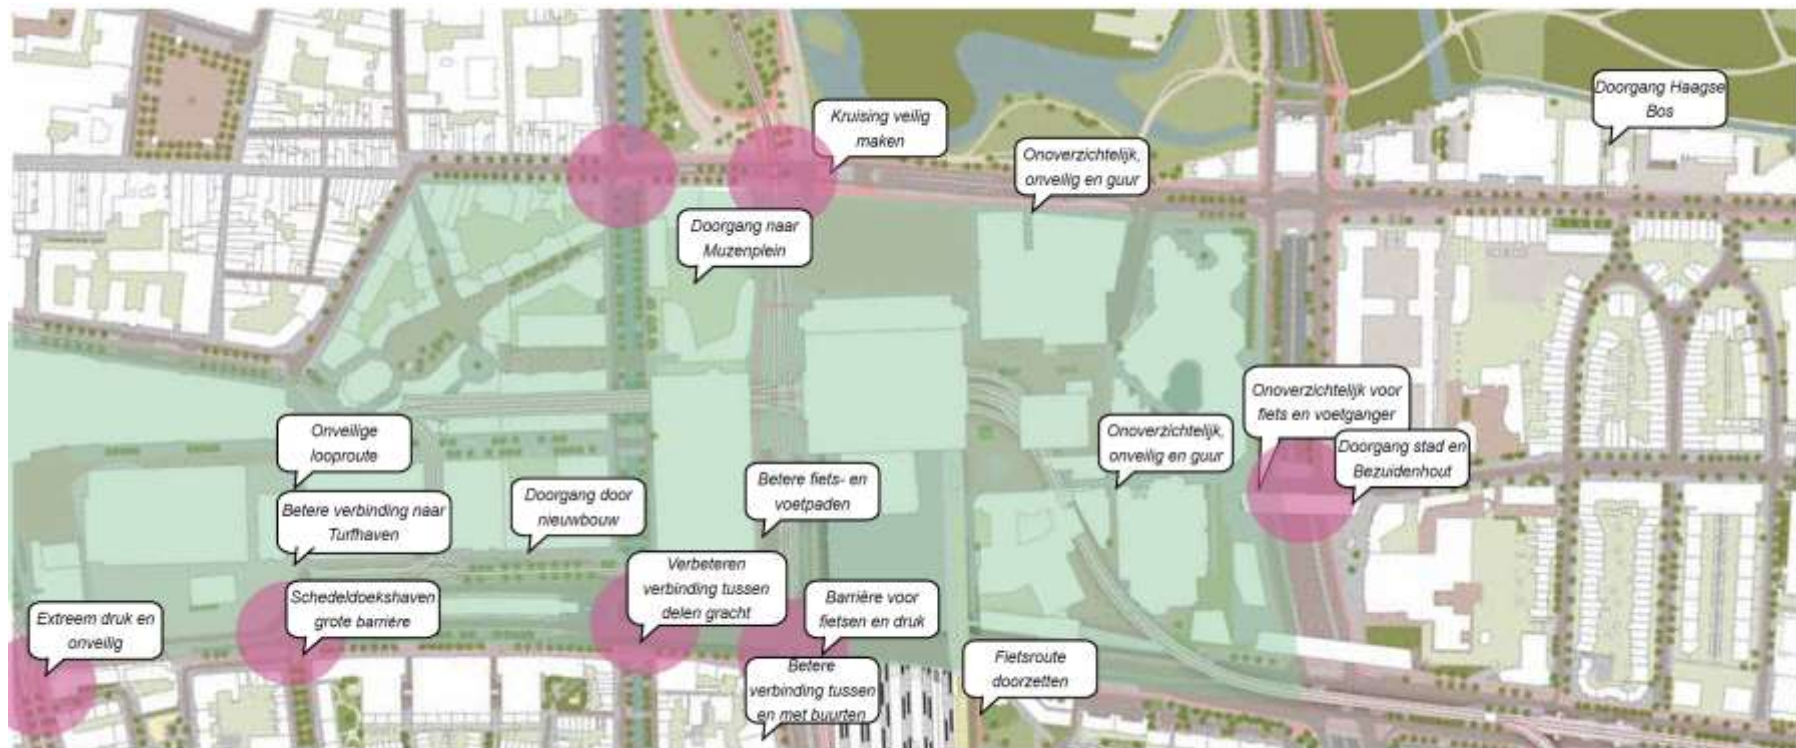 Doorgang Haagse
Bos
Kruising veilig
maken
Onoverzichtelijk,
onveilig en guur
Doorgang naar
Muzenplein
Onoverzichtelijk voor
fiets en voetganger
Onveilige
looproute
Onoverzichtelijk,
onveilig en guur
Doorgang stad en
Bezuidenhout
Betere fiets- en
voetpaden
Doorgang door
nieuwbouw
Betere verbinding naar
Turfhaven
Verbeteren
verbinding tussen
delen gracht
Schedeldoekshaven
grote barrière
Barrière voor
fietsen en druk
Extreem druk en
onveilig
Fietsroute
doorzetten
Betere
verbinding tussen
en met buurten